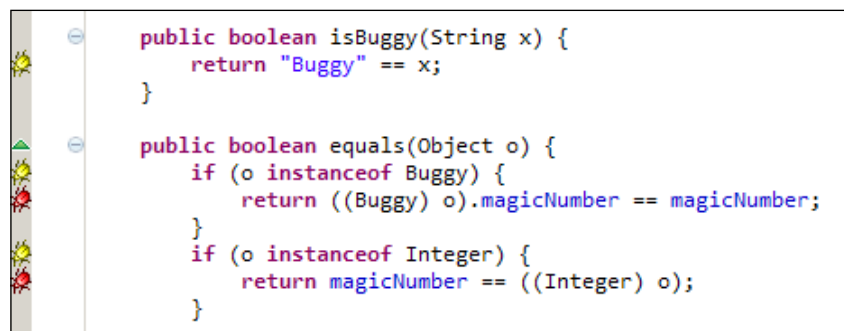 public boolean isBuggy(String x) {
return "Buggy" == x;
}
public boolean equals(Object o) {
if (o instanceof Buggy) {
return ((Buggy) o).magicNumber == magicNumber;
}
if (o instanceof Integer) {
return magicNumber == ((Integer) o);
}